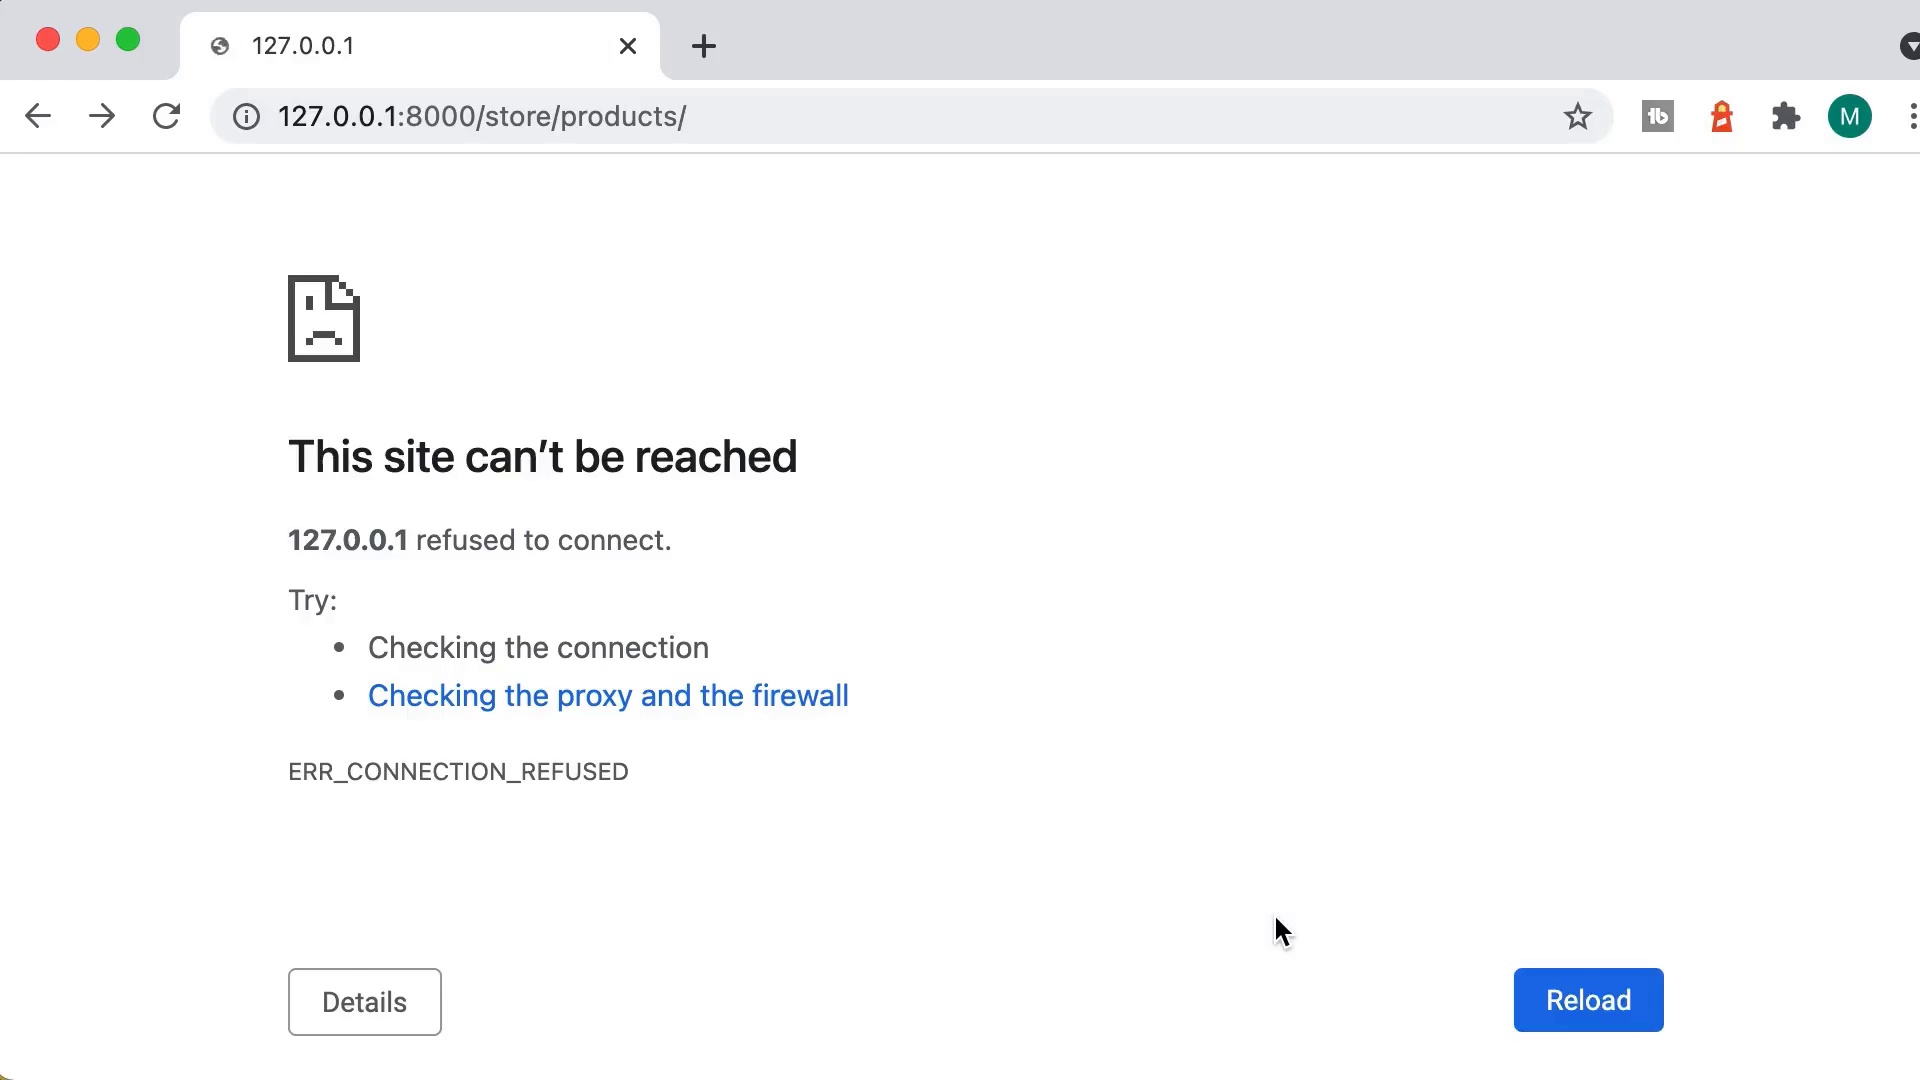 127.0.0.1
127.0.0.1:8000/store/products/
M
This site can’t be reached
127.0.0.1 refused to connect.
Try:
• Checking the connection
• Checking the proxy and the firewall
ERR_CONNECTION_REFUSED
Details
Reload